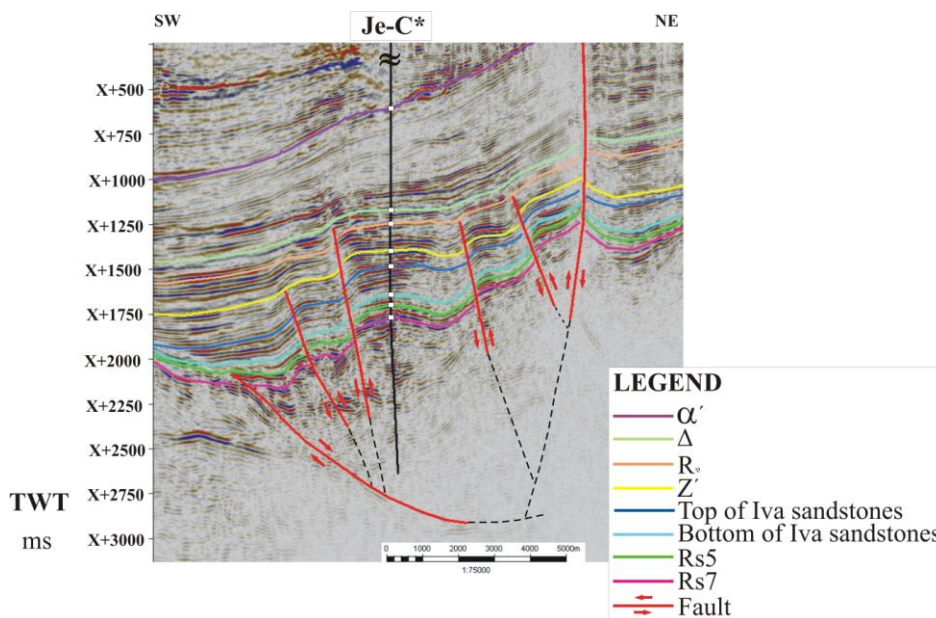 SW
NE
Je-C*
≈
X+500
X+750
X+1000
X+1250
X+1500
X+1750
X+2000
X+2250
X+2500
X+2750
X+3000
TWT
ms
0 1000 2000 3000 4000 5000m
1:75000
LEGEND
α´
Δ
Rφ
Z´
Top of Iva sandstones
Bottom of Iva sandstones
Rs5
Rs7
Fault